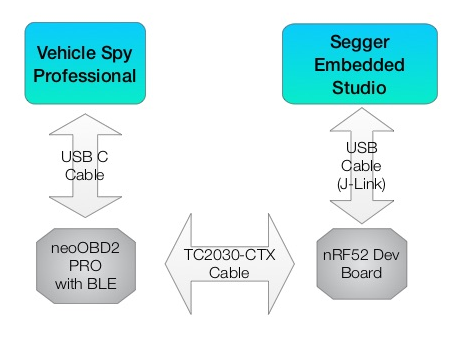 Vehicle Spy
Professional
Segger
Embedded
Studio
USB C
Cable
USB
Cable
(J-Link)
neoOBD2
PRO
with BLE
TC2030-CTX
Cable
nRF52 Dev
Board